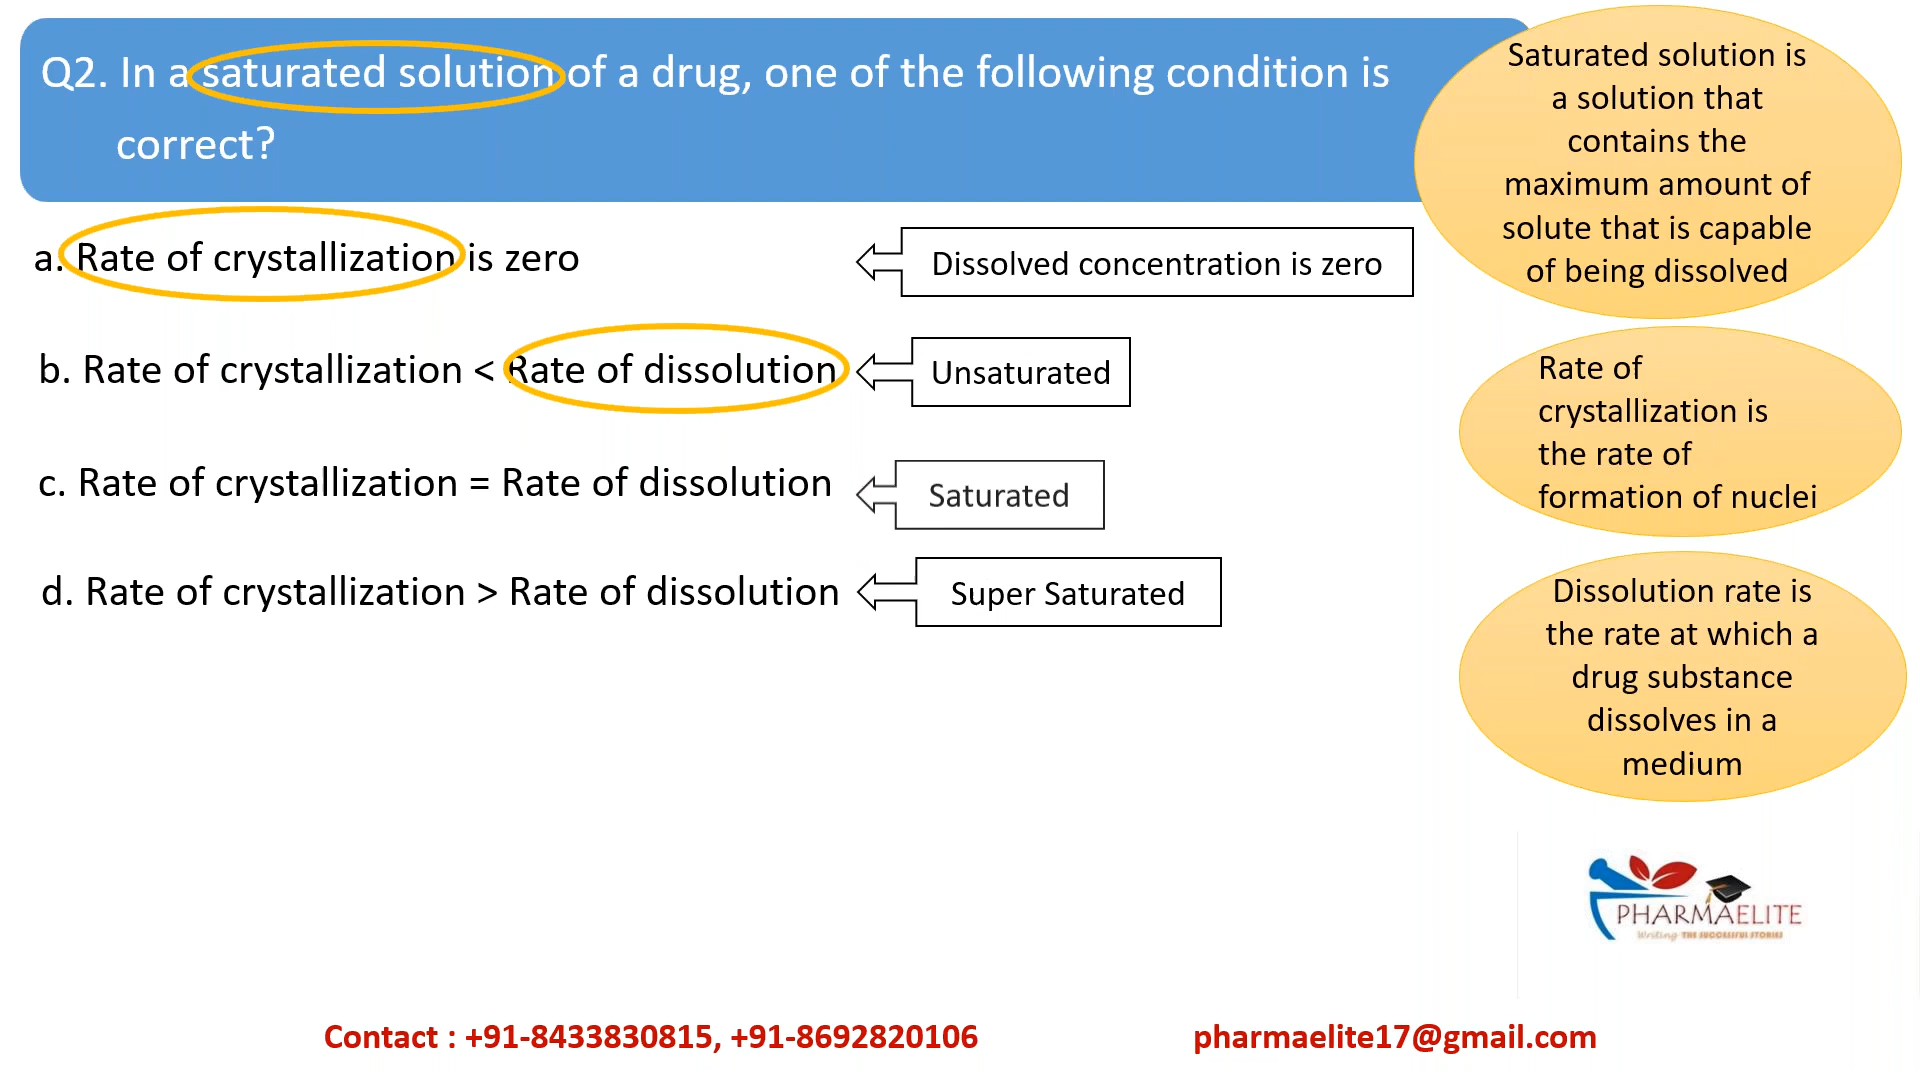 Q2. In a saturated solution of a drug, one of the following condition is
correct?
a. Rate of crystallization is zero
Dissolved concentration is zero
b. Rate of crystallization < Rate of dissolution
Unsaturated
c. Rate of crystallization = Rate of dissolution
Saturated
d. Rate of crystallization > Rate of dissolution
Super Saturated
Saturated solution is
a solution that
contains the
maximum amount of
solute that is capable
of being dissolved
Rate of
crystallization is
the rate of
formation of nuclei
Dissolution rate is
the rate at which a
drug substance
dissolves in a
medium
PHARMAELITE
Writing THE SUCCESSFUL STORIES
Contact : +91-8433830815, +91-8692820106
pharmaelite17@gmail.com